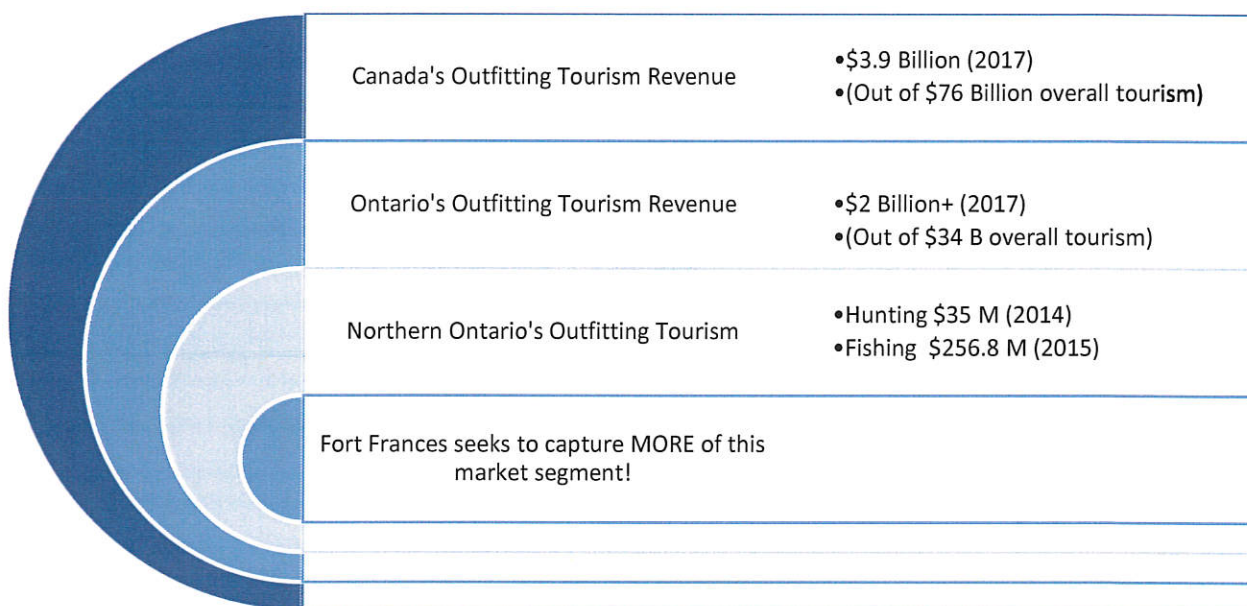 Canada's Outfitting Tourism Revenue
•$3.9 Billion (2017)
•(Out of $76 Billion overall tourism)
Ontario's Outfitting Tourism Revenue
•$2 Billion+ (2017)
•(Out of $34 B overall tourism)
Northern Ontario's Outfitting Tourism
•Hunting $35 M (2014)
•Fishing $256.8 M (2015)
Fort Frances seeks to capture MORE of this
market segment!